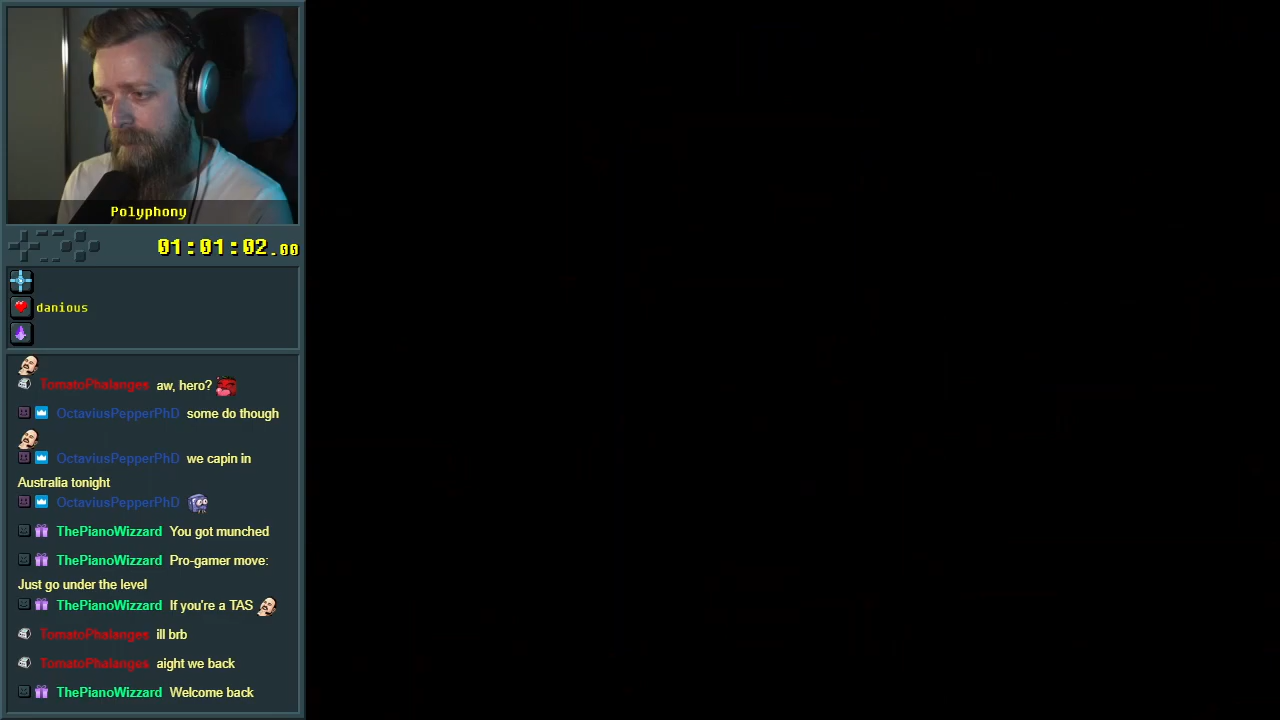 Polyphony
01:01:02.00
danious
TomatoPhalanges aw, hero?
OctaviusPepperPhD some do though
OctaviusPepperPhD we capin in
Australia tonight
OctaviusPepperPhD
ThePianoWizzard You got munched
ThePianoWizzard Pro-gamer move:
Just go under the level
ThePianoWizzard If you're a TAS
TomatoPhalanges ill brb
TomatoPhalanges aight we back
ThePianoWizzard Welcome back